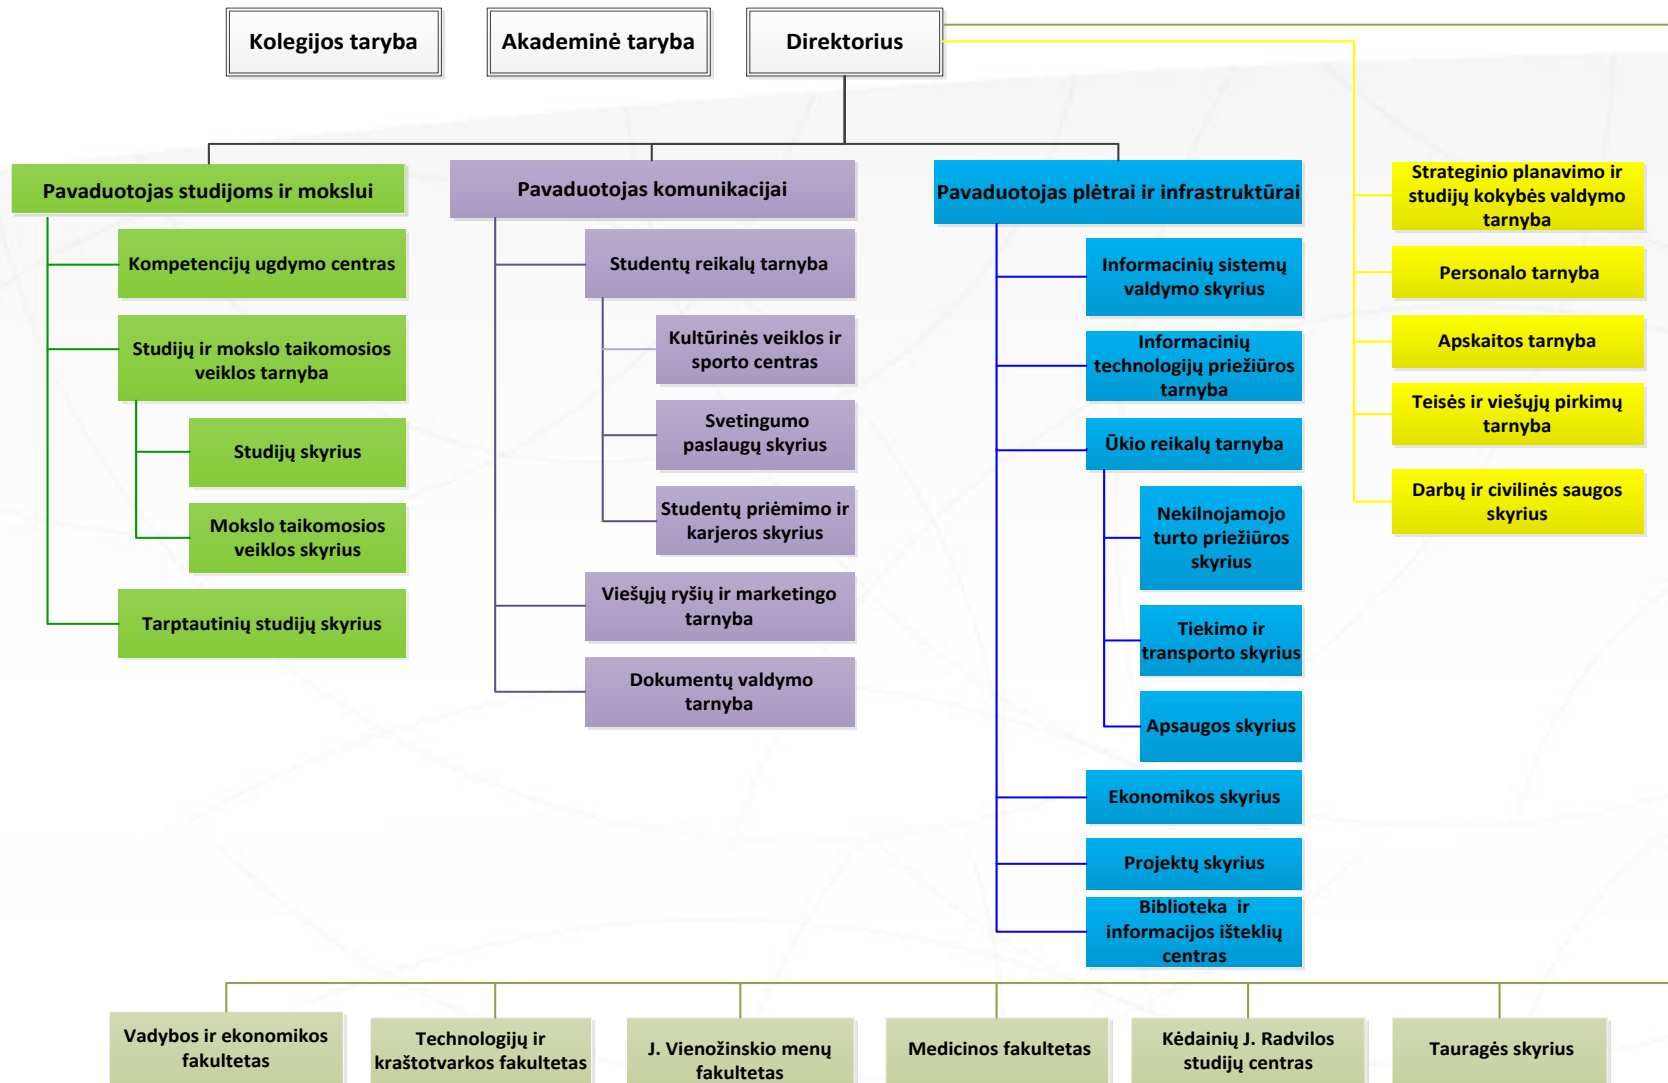 Kolegijos taryba
Akademinė taryba
Direktorius
Pavaduotojas studijoms ir mokslui
Kompetencijų ugdymo centras
Studijų ir mokslo taikomosios
veiklos tarnyba
Studijų skyrius
Mokslo taikomosios
veiklos skyrius
Tarptautinių studijų skyrius
Pavaduotojas komunikacijai
Studentų reikalų tarnyba
Kultūrinės veiklos ir
sporto centras
Svetingumo
paslaugų skyrius
Studentų priėmimo ir
karjeros skyrius
Viešųjų ryšių ir marketingo
tarnyba
Dokumentų valdymo
tarnyba
Pavaduotojas plėtrai ir infrastruktūrai
Informacinių sistemų
valdymo skyrius
Informacinių
technologijų priežiūros
tarnyba
Ūkio reikalų tarnyba
Nekilnojamojo
turto priežiūros
skyrius
Tiekimo ir
transporto skyrius
Apsaugos skyrius
Ekonomikos skyrius
Projektų skyrius
Biblioteka ir
informacijos išteklių
centras
Strateginio planavimo ir
studijų kokybės valdymo
tarnyba
Personalo tarnyba
Apskaitos tarnyba
Teisės ir viešųjų pirkimų
tarnyba
Darbų ir civilinės saugos
skyrius
Vadybos ir ekonomikos
fakultetas
Technologijų ir
kraštotvarkos fakultetas
J. Vienožinskio menų
fakultetas
Medicinos fakultetas
Kėdainių J. Radvilos
studijų centras
Tauragės skyrius